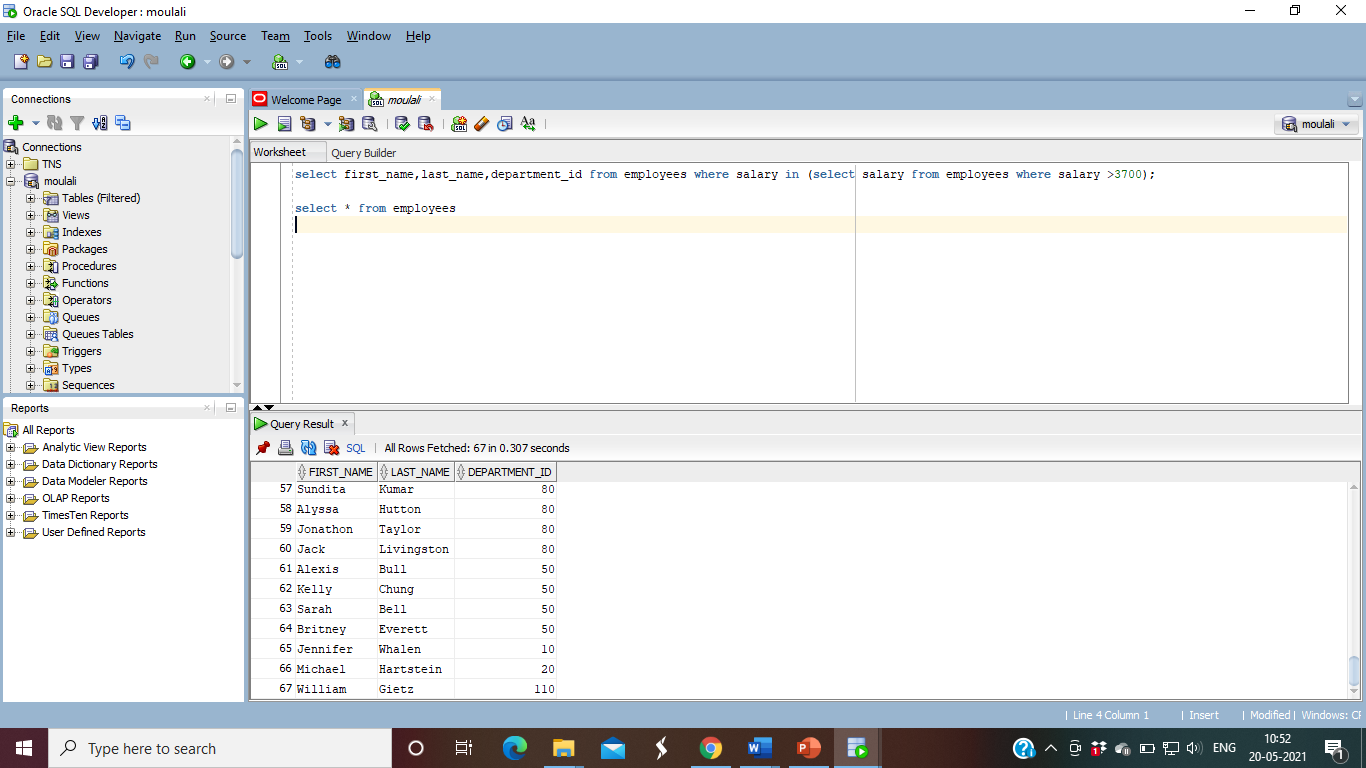 Oracle SQL Developer : moulali
File Edit View Navigate Run Source Team Tools Window Help
Connections
Connections
TNS
moulali
Tables (Filtered)
Views
Indexes
Packages
Procedures
Functions
Operators
Queues
Queues Tables
Triggers
Types
Sequences
Reports
All Reports
Analytic View Reports
Data Dictionary Reports
Data Modeler Reports
OLAP Reports
TimesTen Reports
User Defined Reports
Welcome Page moulali
moulali
Worksheet Query Builder
select first_name,last_name,department_id from employees where salary in (select salary from employees where salary >3700);
select * from employees
Query Result
SQL | All Rows Fetched: 67 in 0.307 seconds
FIRST_NAME LAST_NAME DEPARTMENT_ID
57 Sundita Kumar 80
58 Alyssa Hutton 80
59 Jonathon Taylor 80
60 Jack Livingston 80
61 Alexis Bull 50
62 Kelly Chung 50
63 Sarah Bell 50
64 Britney Everett 50
65 Jennifer Whalen 10
66 Michael Hartstein 20
67 William Gietz 110
| Line 4 Column 1 | Insert | Modified | Windows: CF
Type here to search
ENG
10:52
20-05-2021
1